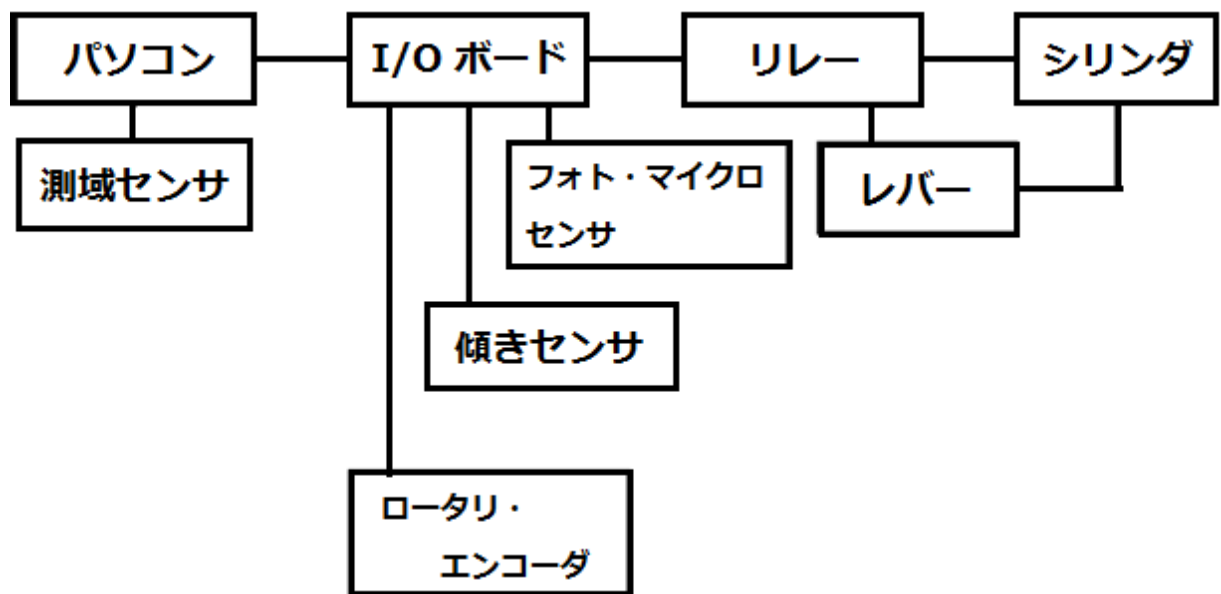 パソコン
I/O ボード
リレー
シリンダ
測域センサ
フォト・マイクロ
センサ
レバー
傾きセンサ
ロータリ・
エンコーダ